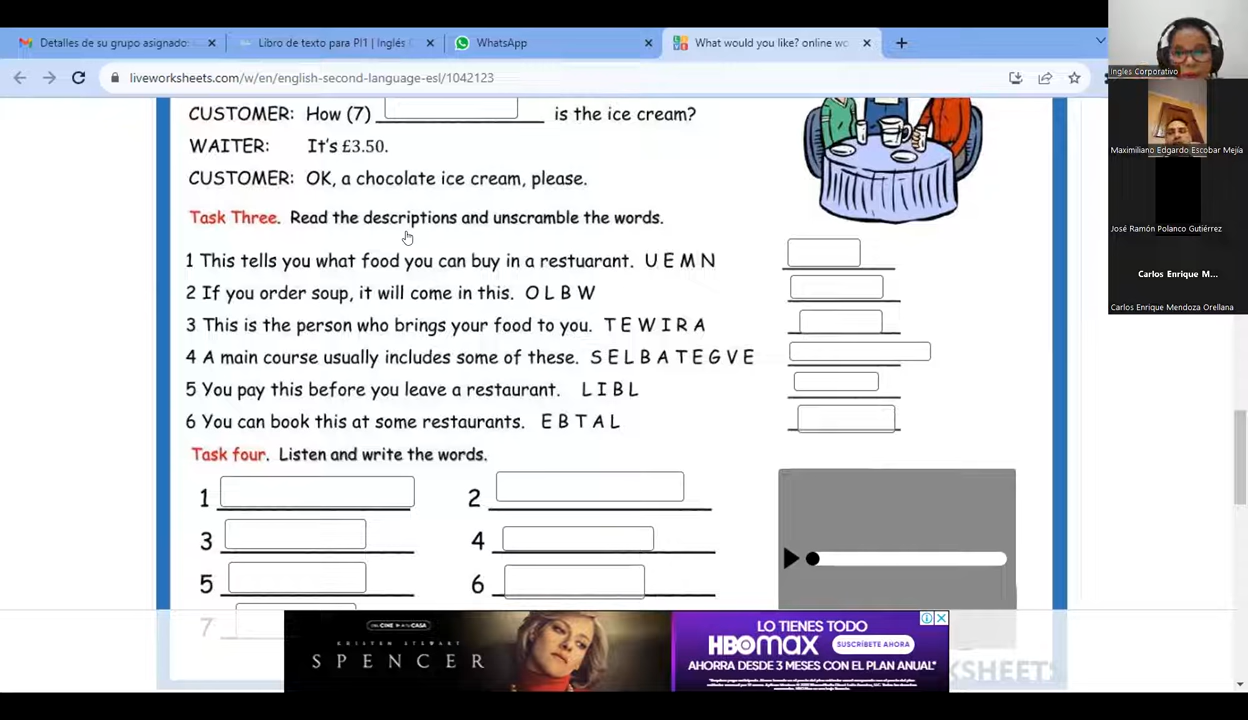 Detalles de su grupo asignado:
Libro de texto para PI1 | Inglés
WhatsApp
What would you like? online wo
liveworksheets.com/w/en/english-second-language-esl/1042123
CUSTOMER: How (7) is the ice cream?
WAITER: It's £3.50.
CUSTOMER: OK, a chocolate ice cream, please.
Task Three. Read the descriptions and unscramble the words.
1 This tells you what food you can buy in a restuarant. U E M N
2 If you order soup, it will come in this. O L B W
3 This is the person who brings your food to you. T E W I R A
4 A main course usually includes some of these. S E L B A T E G V E
5 You pay this before you leave a restaurant. L I B L
6 You can book this at some restaurants. E B T A L
Task four. Listen and write the words.
1 2
3 4
5 6
7
KRISTEN STEWART
SPENCER
LO TIENES TODO
HBOMAX
SUSCRÍBETE AHORA
AHORRA DESDE 3 MESES CON EL PLAN ANUAL*
KSHEETS
Ingles Corporativo
Maximiliano Edgardo Escobar Mejía
José Ramón Polanco Gutiérrez
Carlos Enrique M...
Carlos Enrique Mendoza Orellana